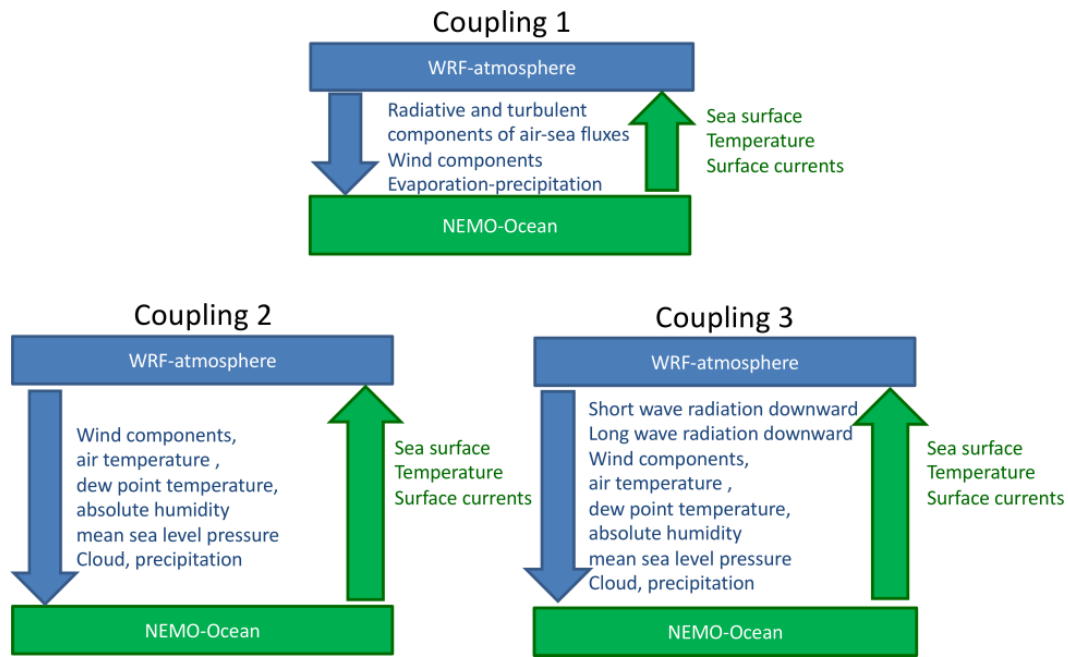 Coupling 1
WRF-atmosphere
Radiative and turbulent
components of air-sea fluxes
Wind components
Evaporation-precipitation
Sea surface
Temperature
Surface currents
NEMO-Ocean
Coupling 2
WRF-atmosphere
Wind components,
air temperature ,
dew point temperature,
absolute humidity
mean sea level pressure
Cloud, precipitation
Sea surface
Temperature
Surface currents
NEMO-Ocean
Coupling 3
WRF-atmosphere
Short wave radiation downward
Long wave radiation downward
Wind components,
air temperature ,
dew point temperature,
absolute humidity
mean sea level pressure
Cloud, precipitation
Sea surface
Temperature
Surface currents
NEMO-Ocean